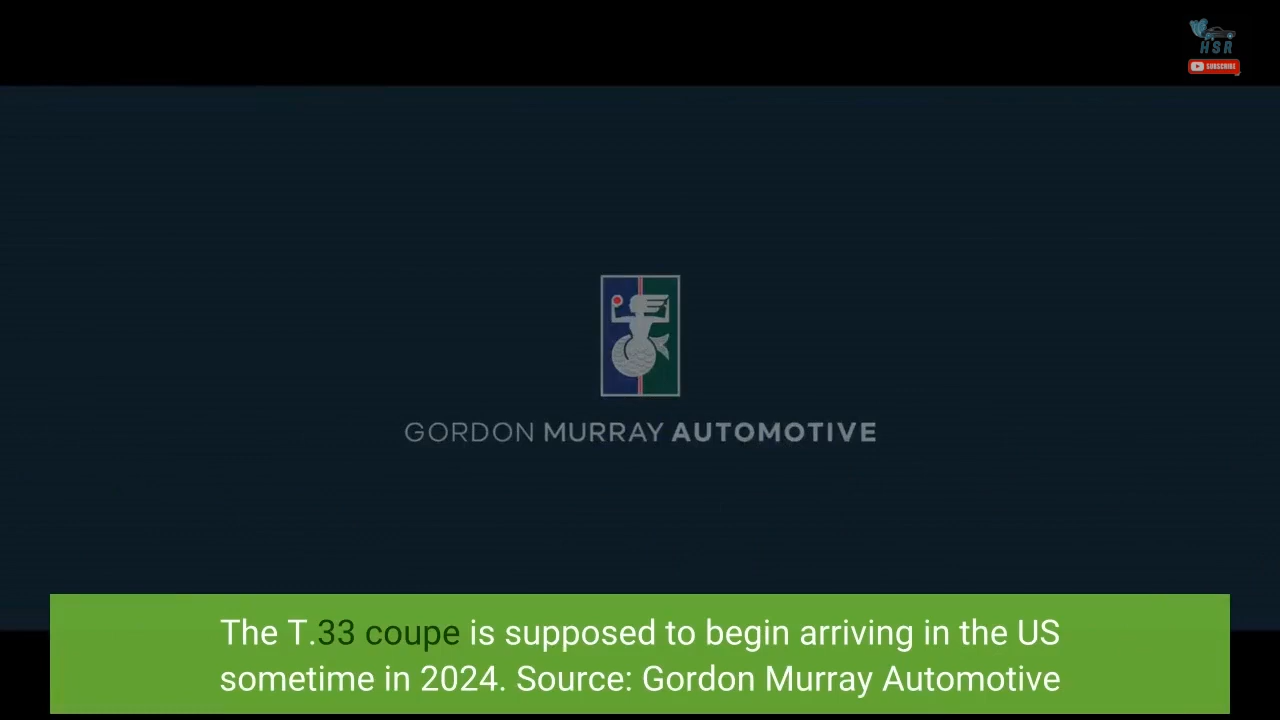 HSR
SUBSCRIBE
GORDON MURRAY AUTOMOTIVE
The T.33 coupe is supposed to begin arriving in the US
sometime in 2024. Source: Gordon Murray Automotive